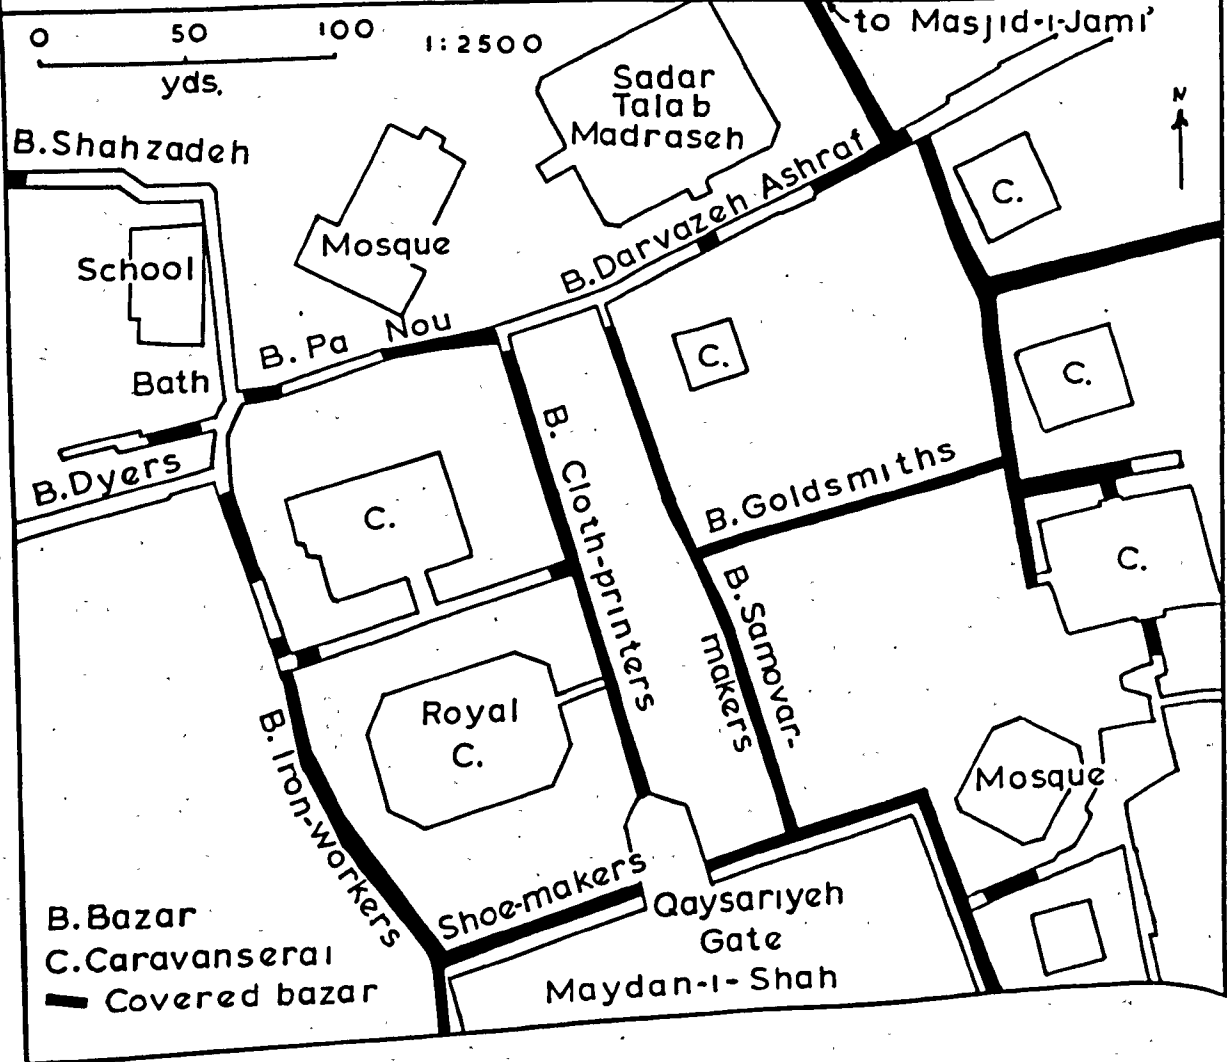 0 50 100 1:2500
yds.
to Masjid-i-Jami'
N
Sadar
Talab
Madraseh
B.Shahzadeh
Mosque
School
B.Darvazeh Ashraf
C.
B.Pa Nou
C.
Bath
C.
B.Dyers
B. Cloth-printers
B.Goldsmiths
C.
C.
B.Samovar-
makers
Royal
C.
B. Iron-workers
Mosque
Shoe-makers
Qaysariyeh
Gate
Maydan-i-Shah
B.Bazar
C.Caravanserai
Covered bazar